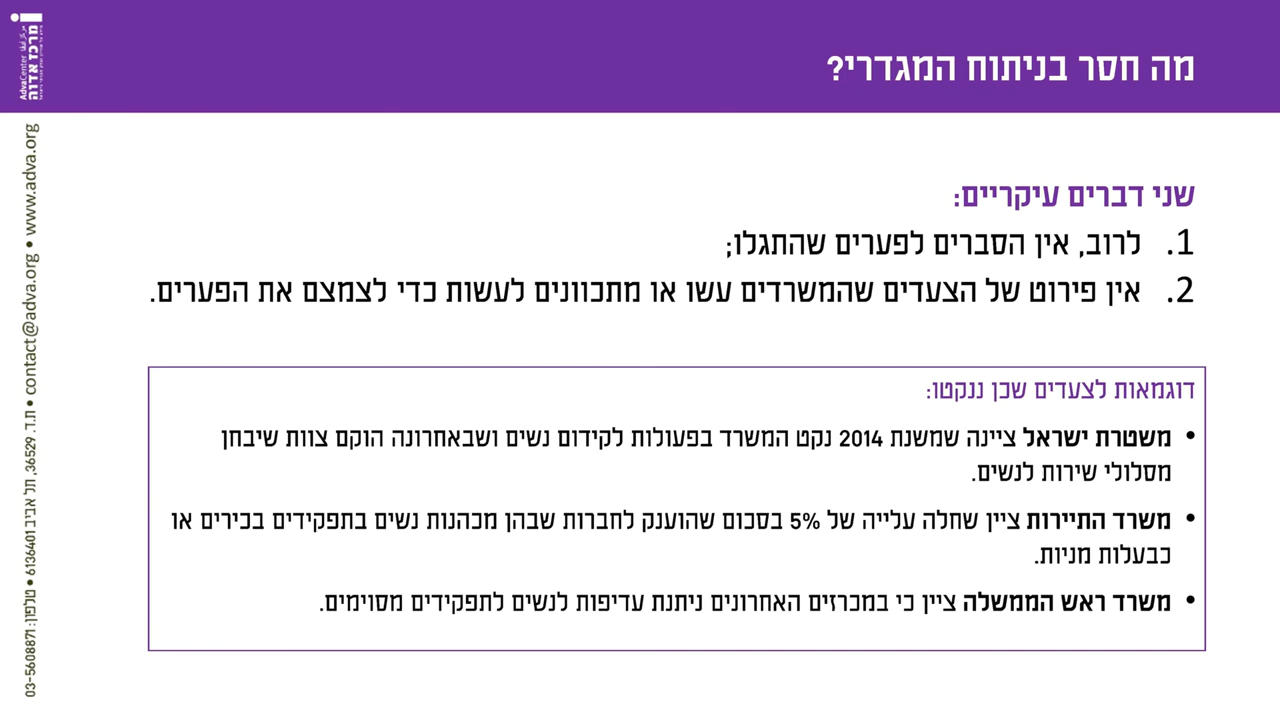 מה חסר בניתוח המגדרי?
שני דברים עיקריים:
1. לרוב, אין הסברים לפערים שהתגלו;
2. אין פירוט של הצעדים שהמשרדים עשו או מתכוונים לעשות כדי לצמצם את הפערים.
דוגמאות לצעדים שכן ננקטו:
• משטרת ישראל ציינה שמשנת 2014 נקט המשרד בפעולות לקידום נשים ושבאחרונה הוקם צוות שיבחן
מסלולי שירות לנשים.
• משרד התיירות ציין שחלה עלייה של 5% בסכום שהוענק לחברות שבהן מכהנות נשים בתפקידים בכירים או
כבעלות מניות.
• משרד ראש הממשלה ציין כי במכרזים האחרונים ניתנת עדיפות לנשים לתפקידים מסוימים.
מרכז אדוה
AdvaCenter
ת.ד. 36529, תל אביב 6136401 • טלפון: 03-5608871 • contact@adva.org • www.adva.org